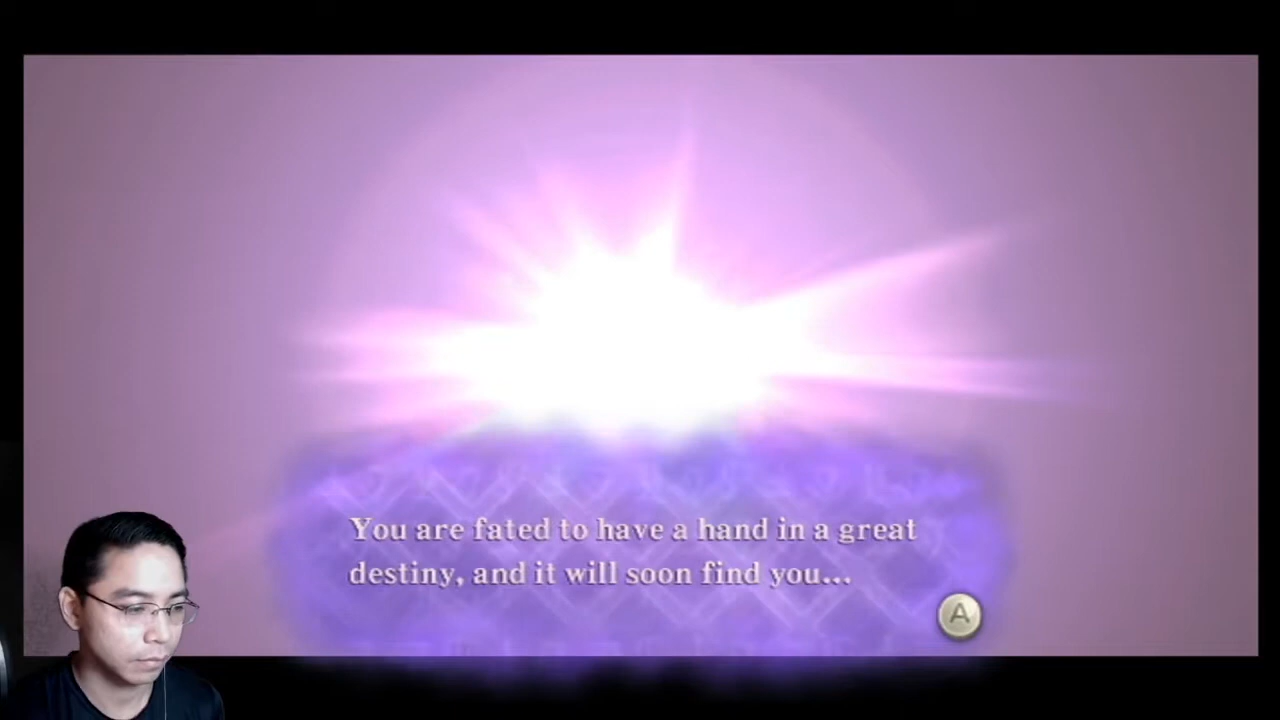 You are fated to have a hand in a great
destiny, and it will soon find you...
A